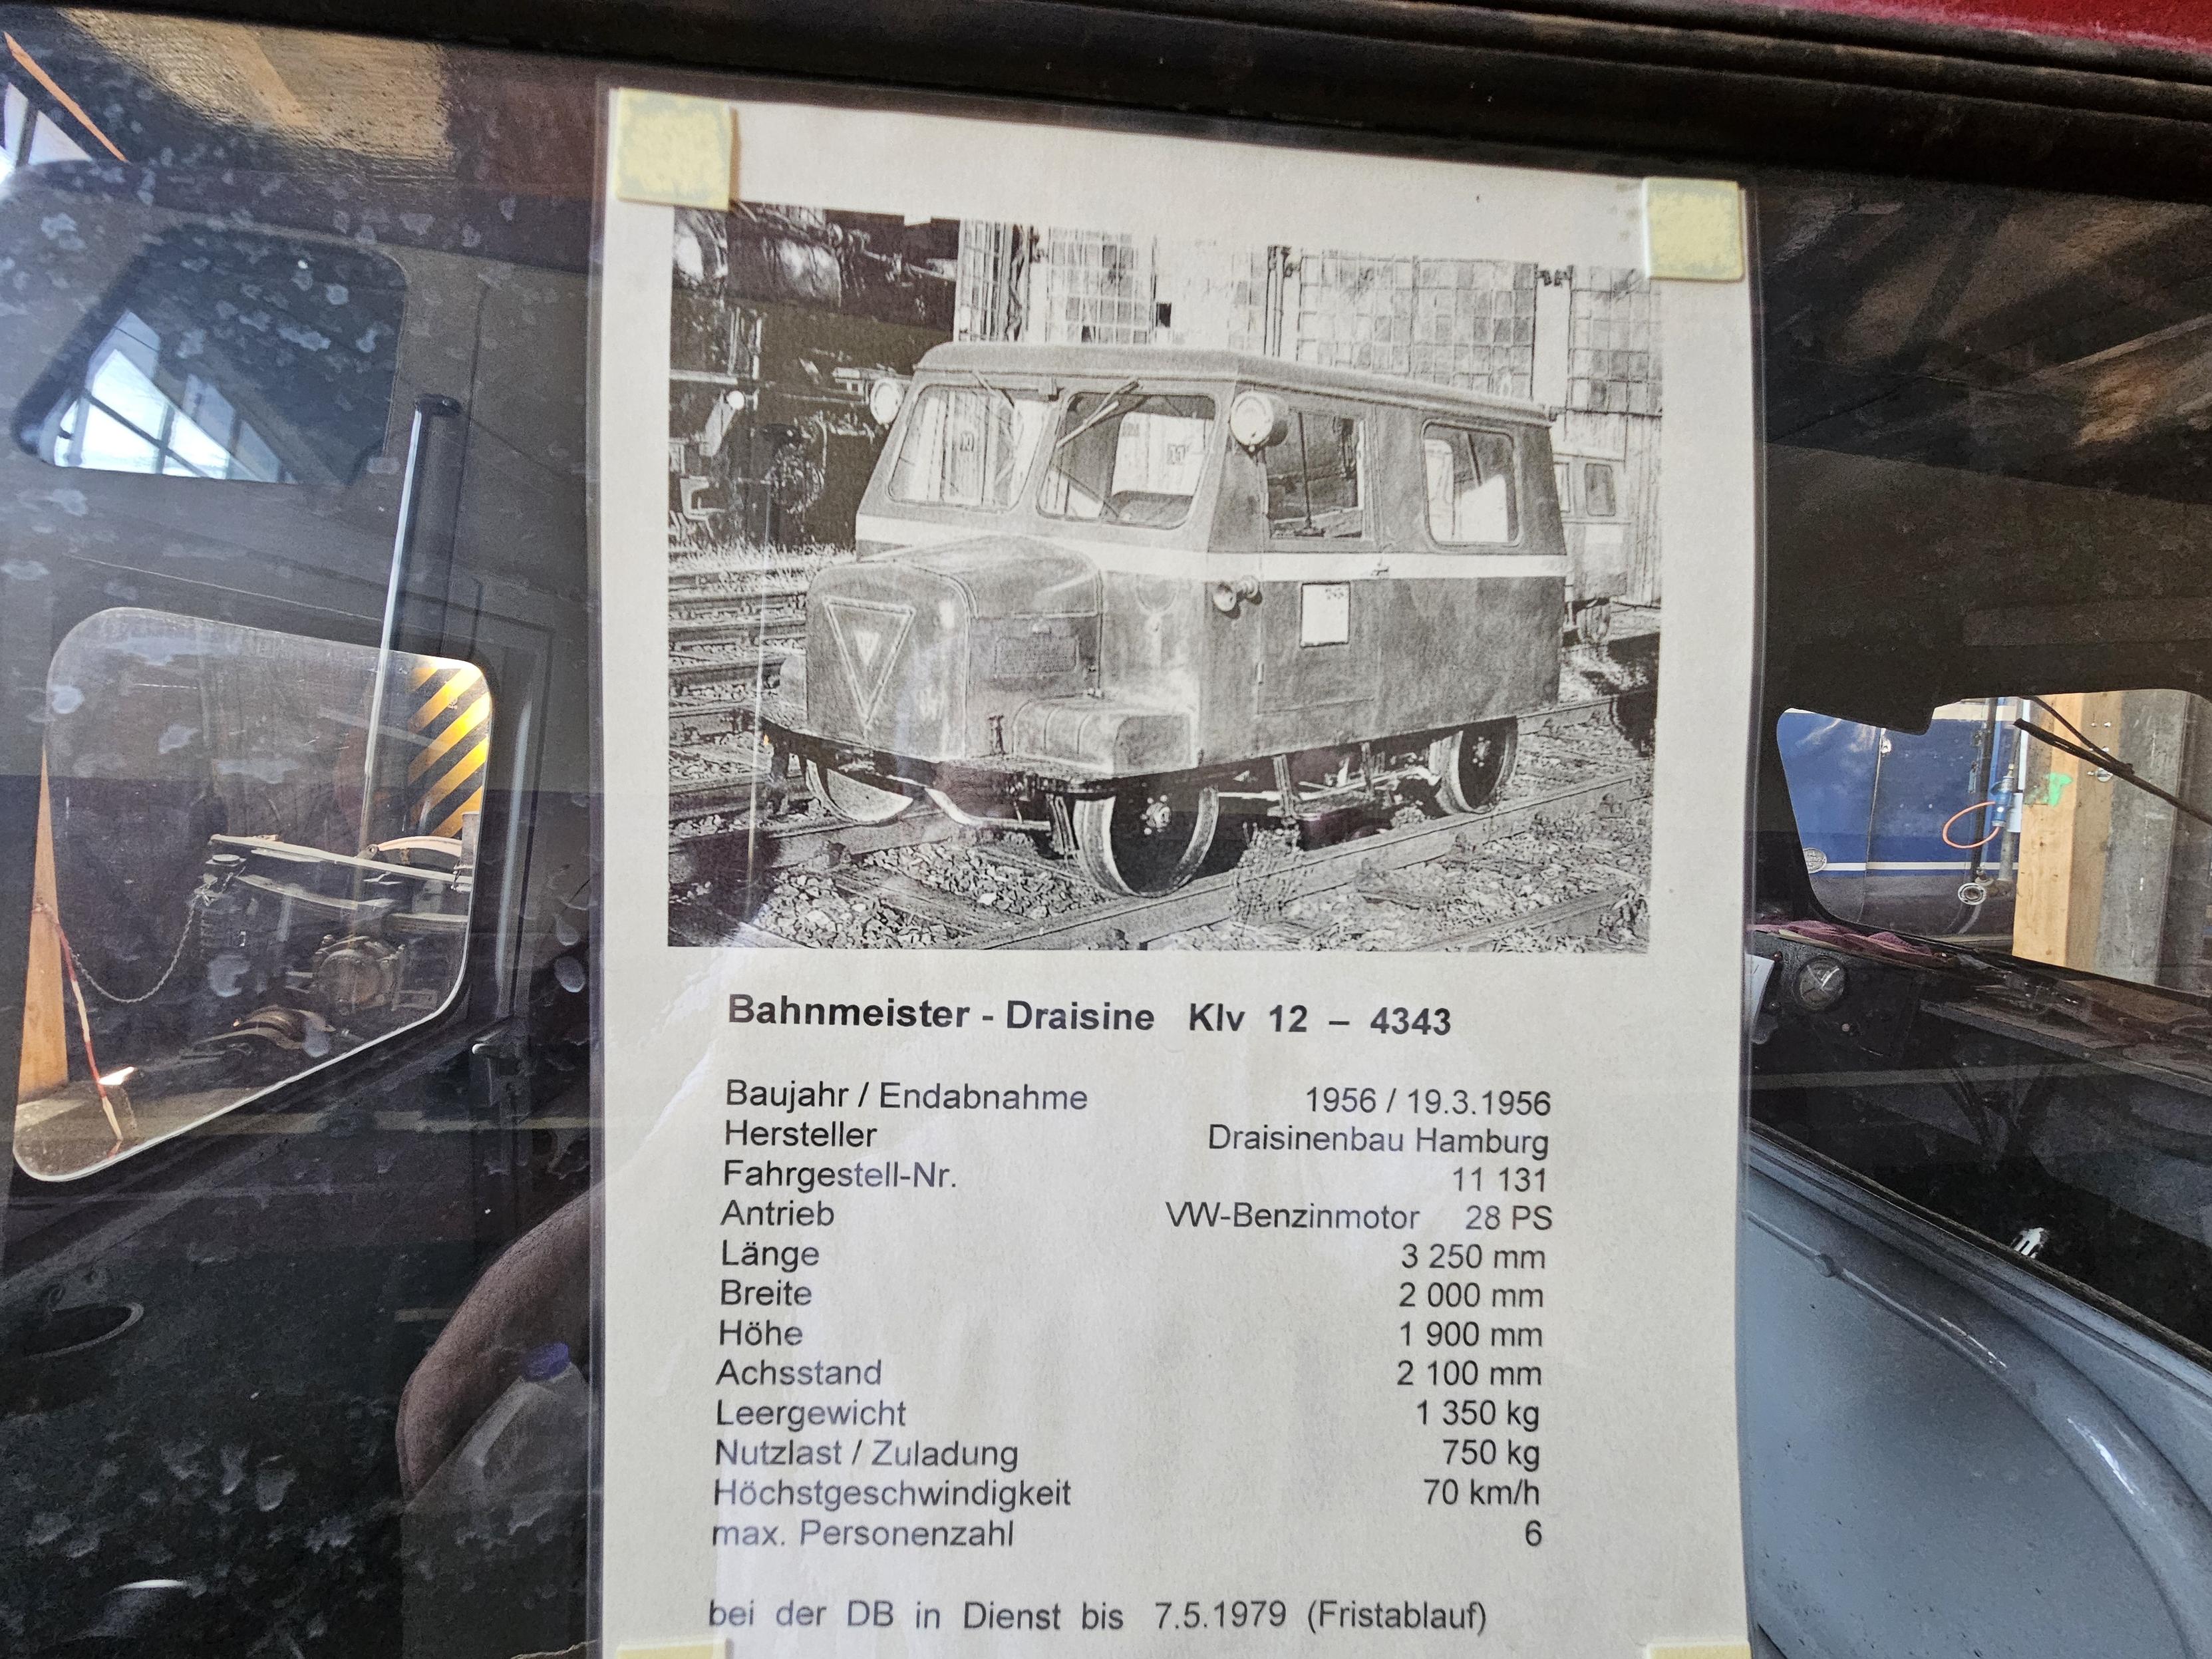 Bahnmeister - Draisine Klv 12 – 4343
Baujahr / Endabnahme 1956 / 19.3.1956
Hersteller Draisinenbau Hamburg
Fahrgestell-Nr. 11 131
Antrieb VW-Benzinmotor 28 PS
Länge 3 250 mm
Breite 2 000 mm
Höhe 1 900 mm
Achsstand 2 100 mm
Leergewicht 1 350 kg
Nutzlast / Zuladung 750 kg
Höchstgeschwindigkeit 70 km/h
max. Personenzahl 6
bei der DB in Dienst bis 7.5.1979 (Fristablauf)